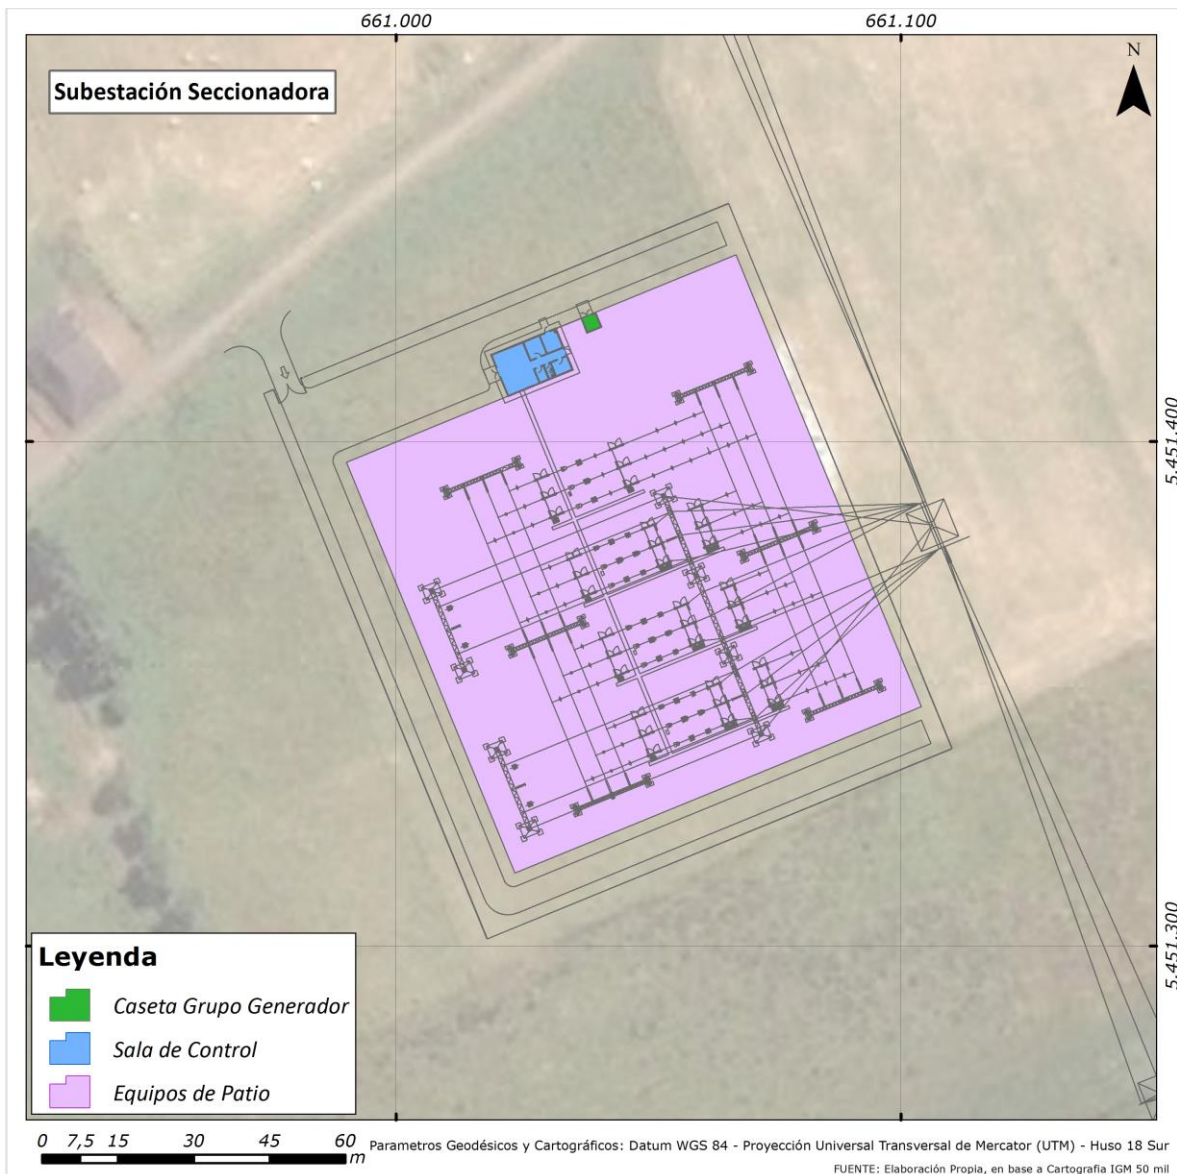 661.000
661.100
Subestación Seccionadora
N
5.451.400
5.451.300
Leyenda
Caseta Grupo Generador
Sala de Control
Equipos de Patio
0 7,5 15 30 45 60
m
Parametros Geodésicos y Cartográficos: Datum WGS 84 - Proyección Universal Transversal de Mercator (UTM) - Huso 18 Sur
FUENTE: Elaboración Propia, en base a Cartografia IGM 50 mil